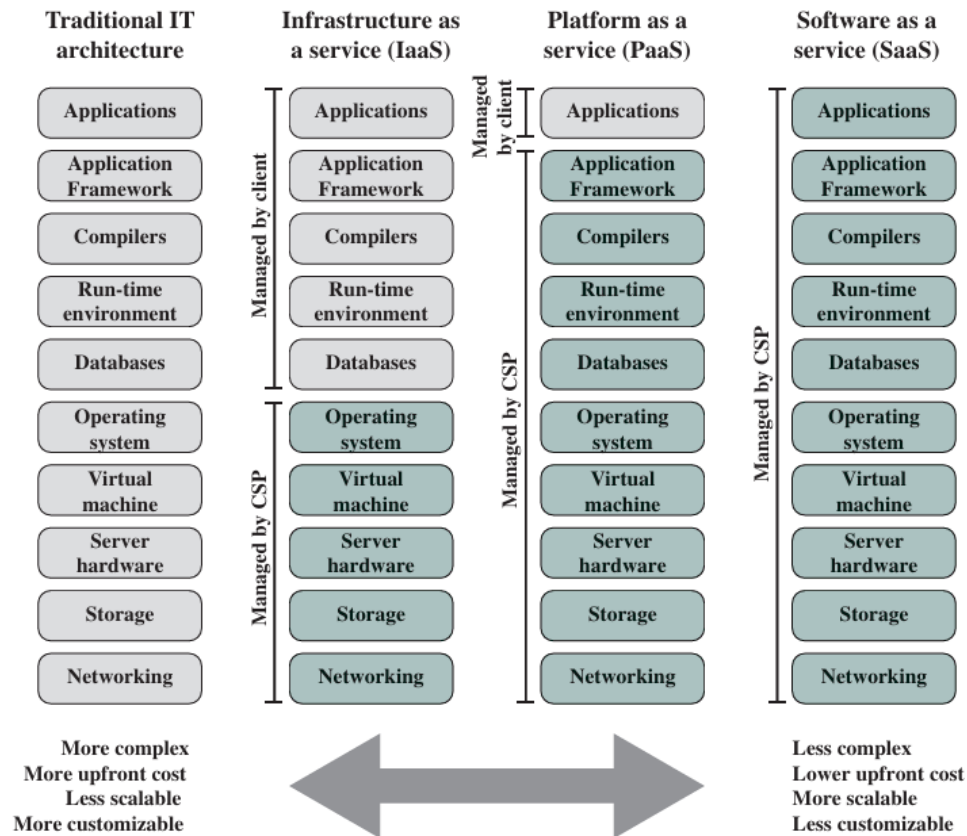 Traditional IT
architecture
Applications
Application
Framework
Compilers
Run-time
environment
Databases
Operating
system
Virtual
machine
Server
hardware
Storage
Networking
Infrastructure as
a service (IaaS)
Managed by client
Managed by CSP
Applications
Application
Framework
Compilers
Run-time
environment
Databases
Operating
system
Virtual
machine
Server
hardware
Storage
Networking
Platform as a
service (PaaS)
Managed
by client
Managed by CSP
Applications
Application
Framework
Compilers
Run-time
environment
Databases
Operating
system
Virtual
machine
Server
hardware
Storage
Networking
Software as a
service (SaaS)
Managed by CSP
Applications
Application
Framework
Compilers
Run-time
environment
Databases
Operating
system
Virtual
machine
Server
hardware
Storage
Networking
More complex
More upfront cost
Less scalable
More customizable
Less complex
Lower upfront cost
More scalable
Less customizable